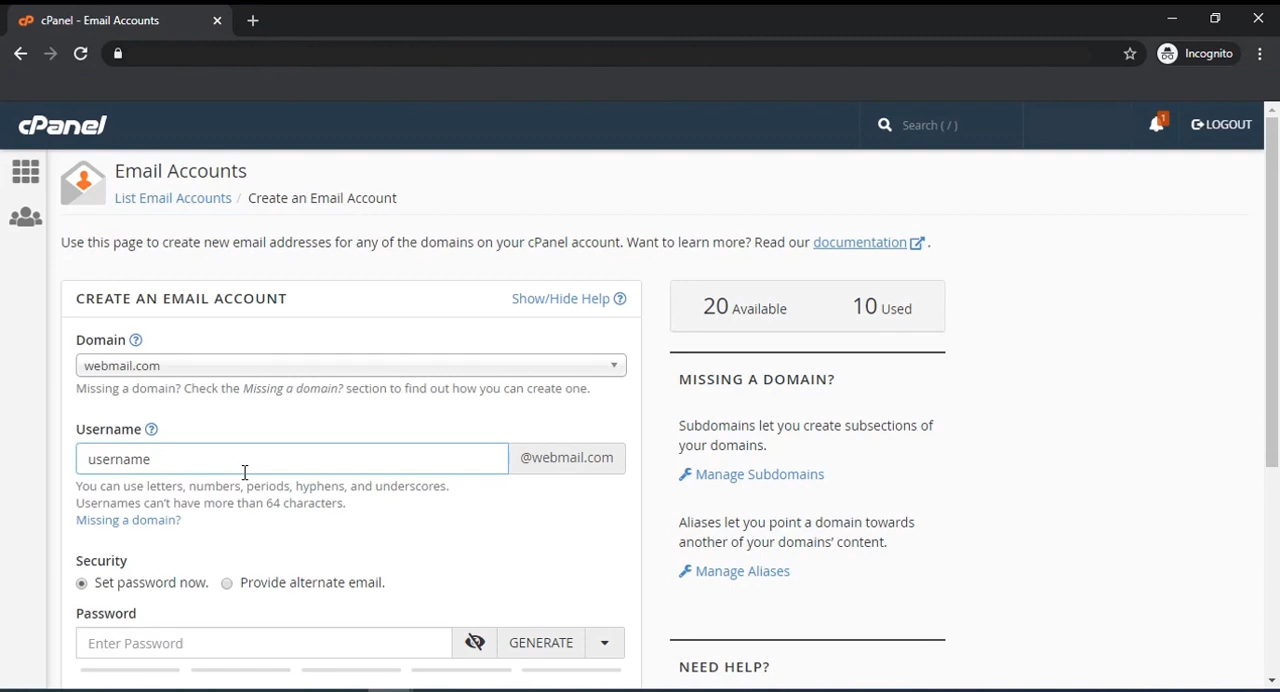 cPanel - Email Accounts
Incognito
cPanel
Search ( / )
1
LOGOUT
Email Accounts
List Email Accounts / Create an Email Account
Use this page to create new email addresses for any of the domains on your cPanel account. Want to learn more? Read our documentation .
CREATE AN EMAIL ACCOUNT
Show/Hide Help
Domain
webmail.com
Missing a domain? Check the Missing a domain? section to find out how you can create one.
Username
username
@webmail.com
You can use letters, numbers, periods, hyphens, and underscores.
Usernames can’t have more than 64 characters.
Missing a domain?
Security
Set password now.
Provide alternate email.
Password
Enter Password
GENERATE
20 Available
10 Used
MISSING A DOMAIN?
Subdomains let you create subsections of
your domains.
Manage Subdomains
Aliases let you point a domain towards
another of your domains’ content.
Manage Aliases
NEED HELP?